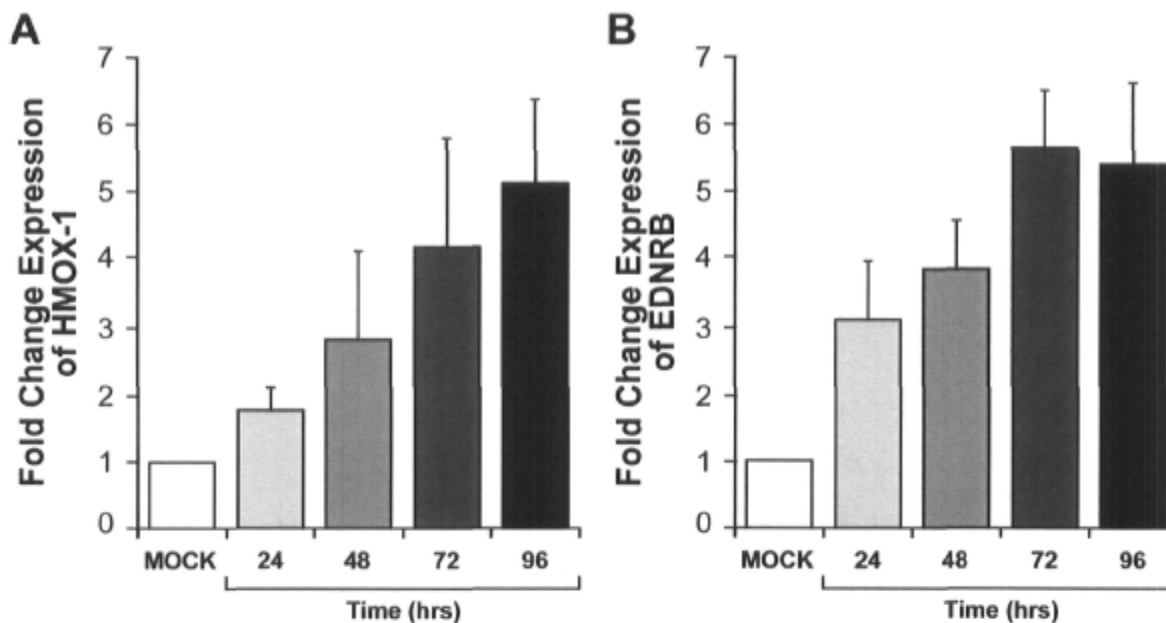 A
Fold Change Expression
of HMOX-1
7
6
5
4
3
2
1
0
MOCK 24 48 72 96
Time (hrs)
B
Fold Change Expression
of EDNRB
7
6
5
4
3
2
1
0
MOCK 24 48 72 96
Time (hrs)